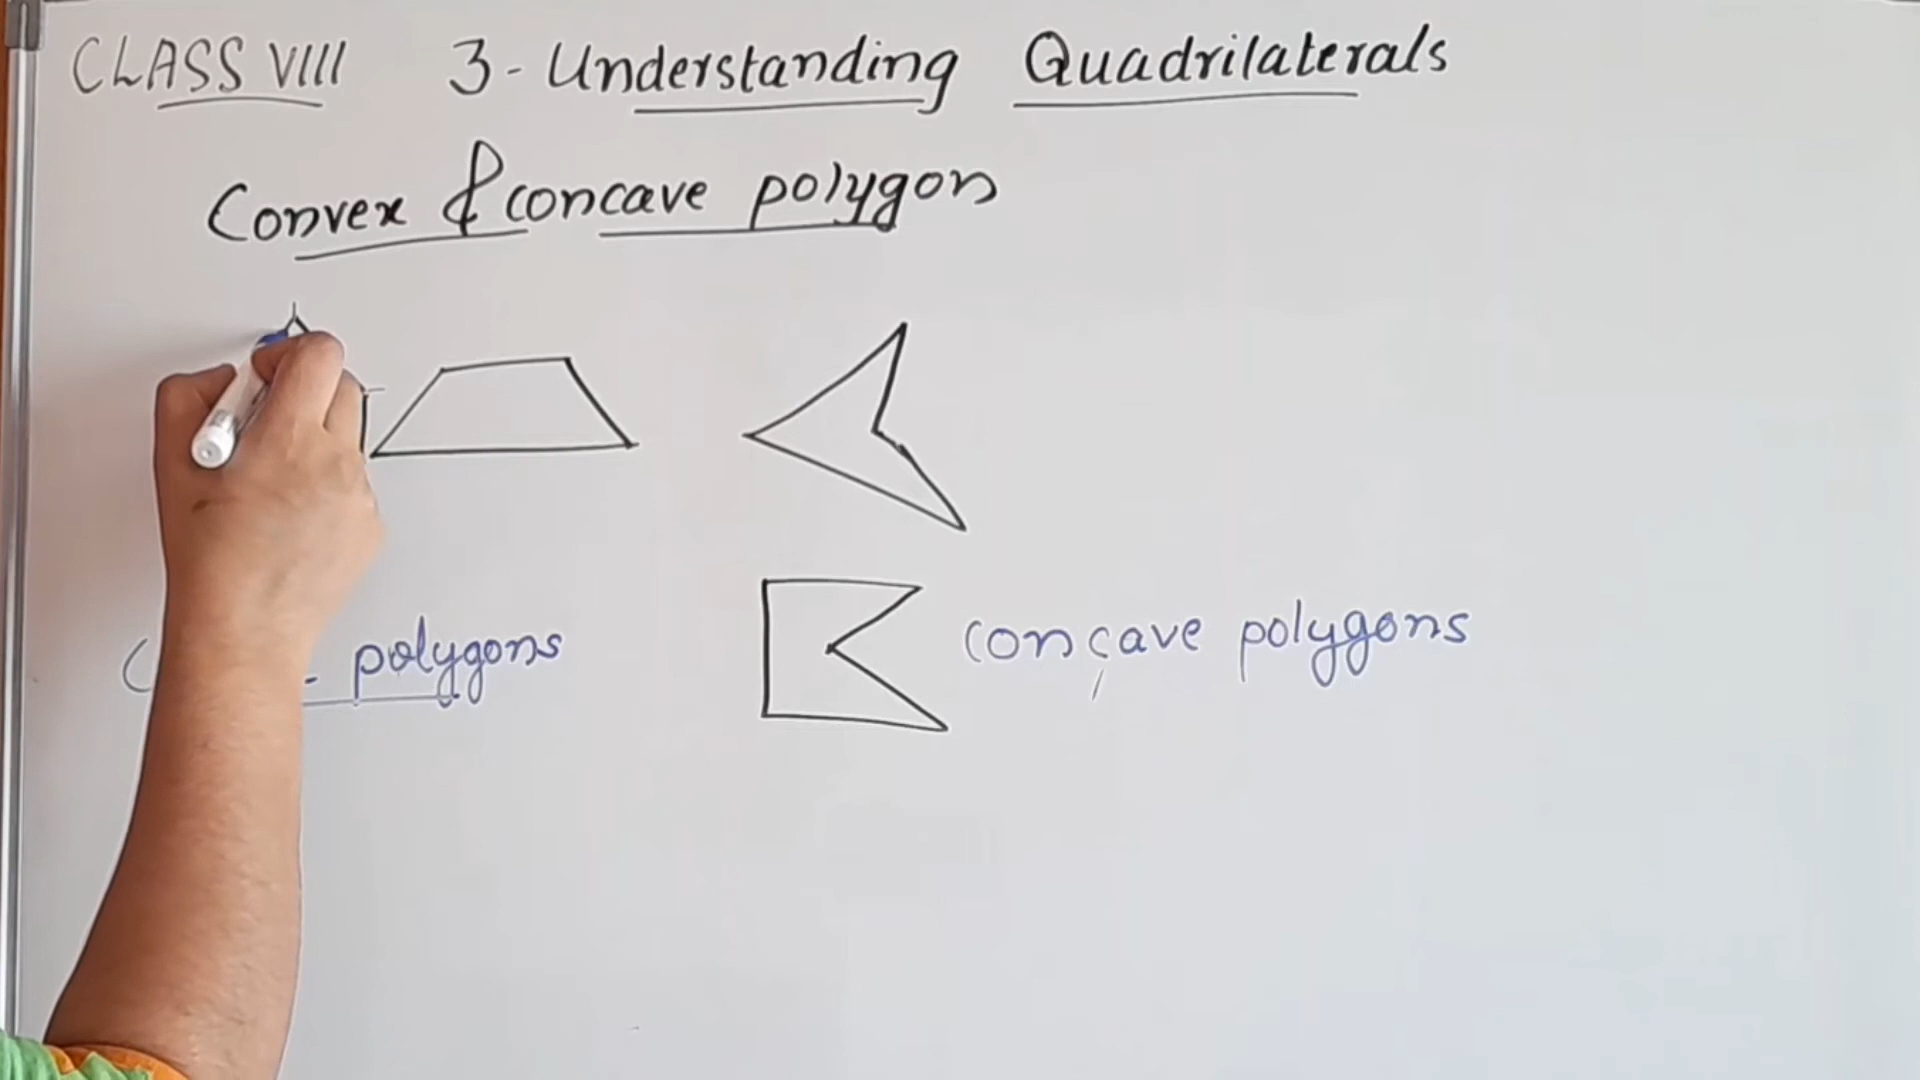 CLASS VIII 3-Understanding Quadrilaterals
Convex & concave polygon
polygons
concave polygons